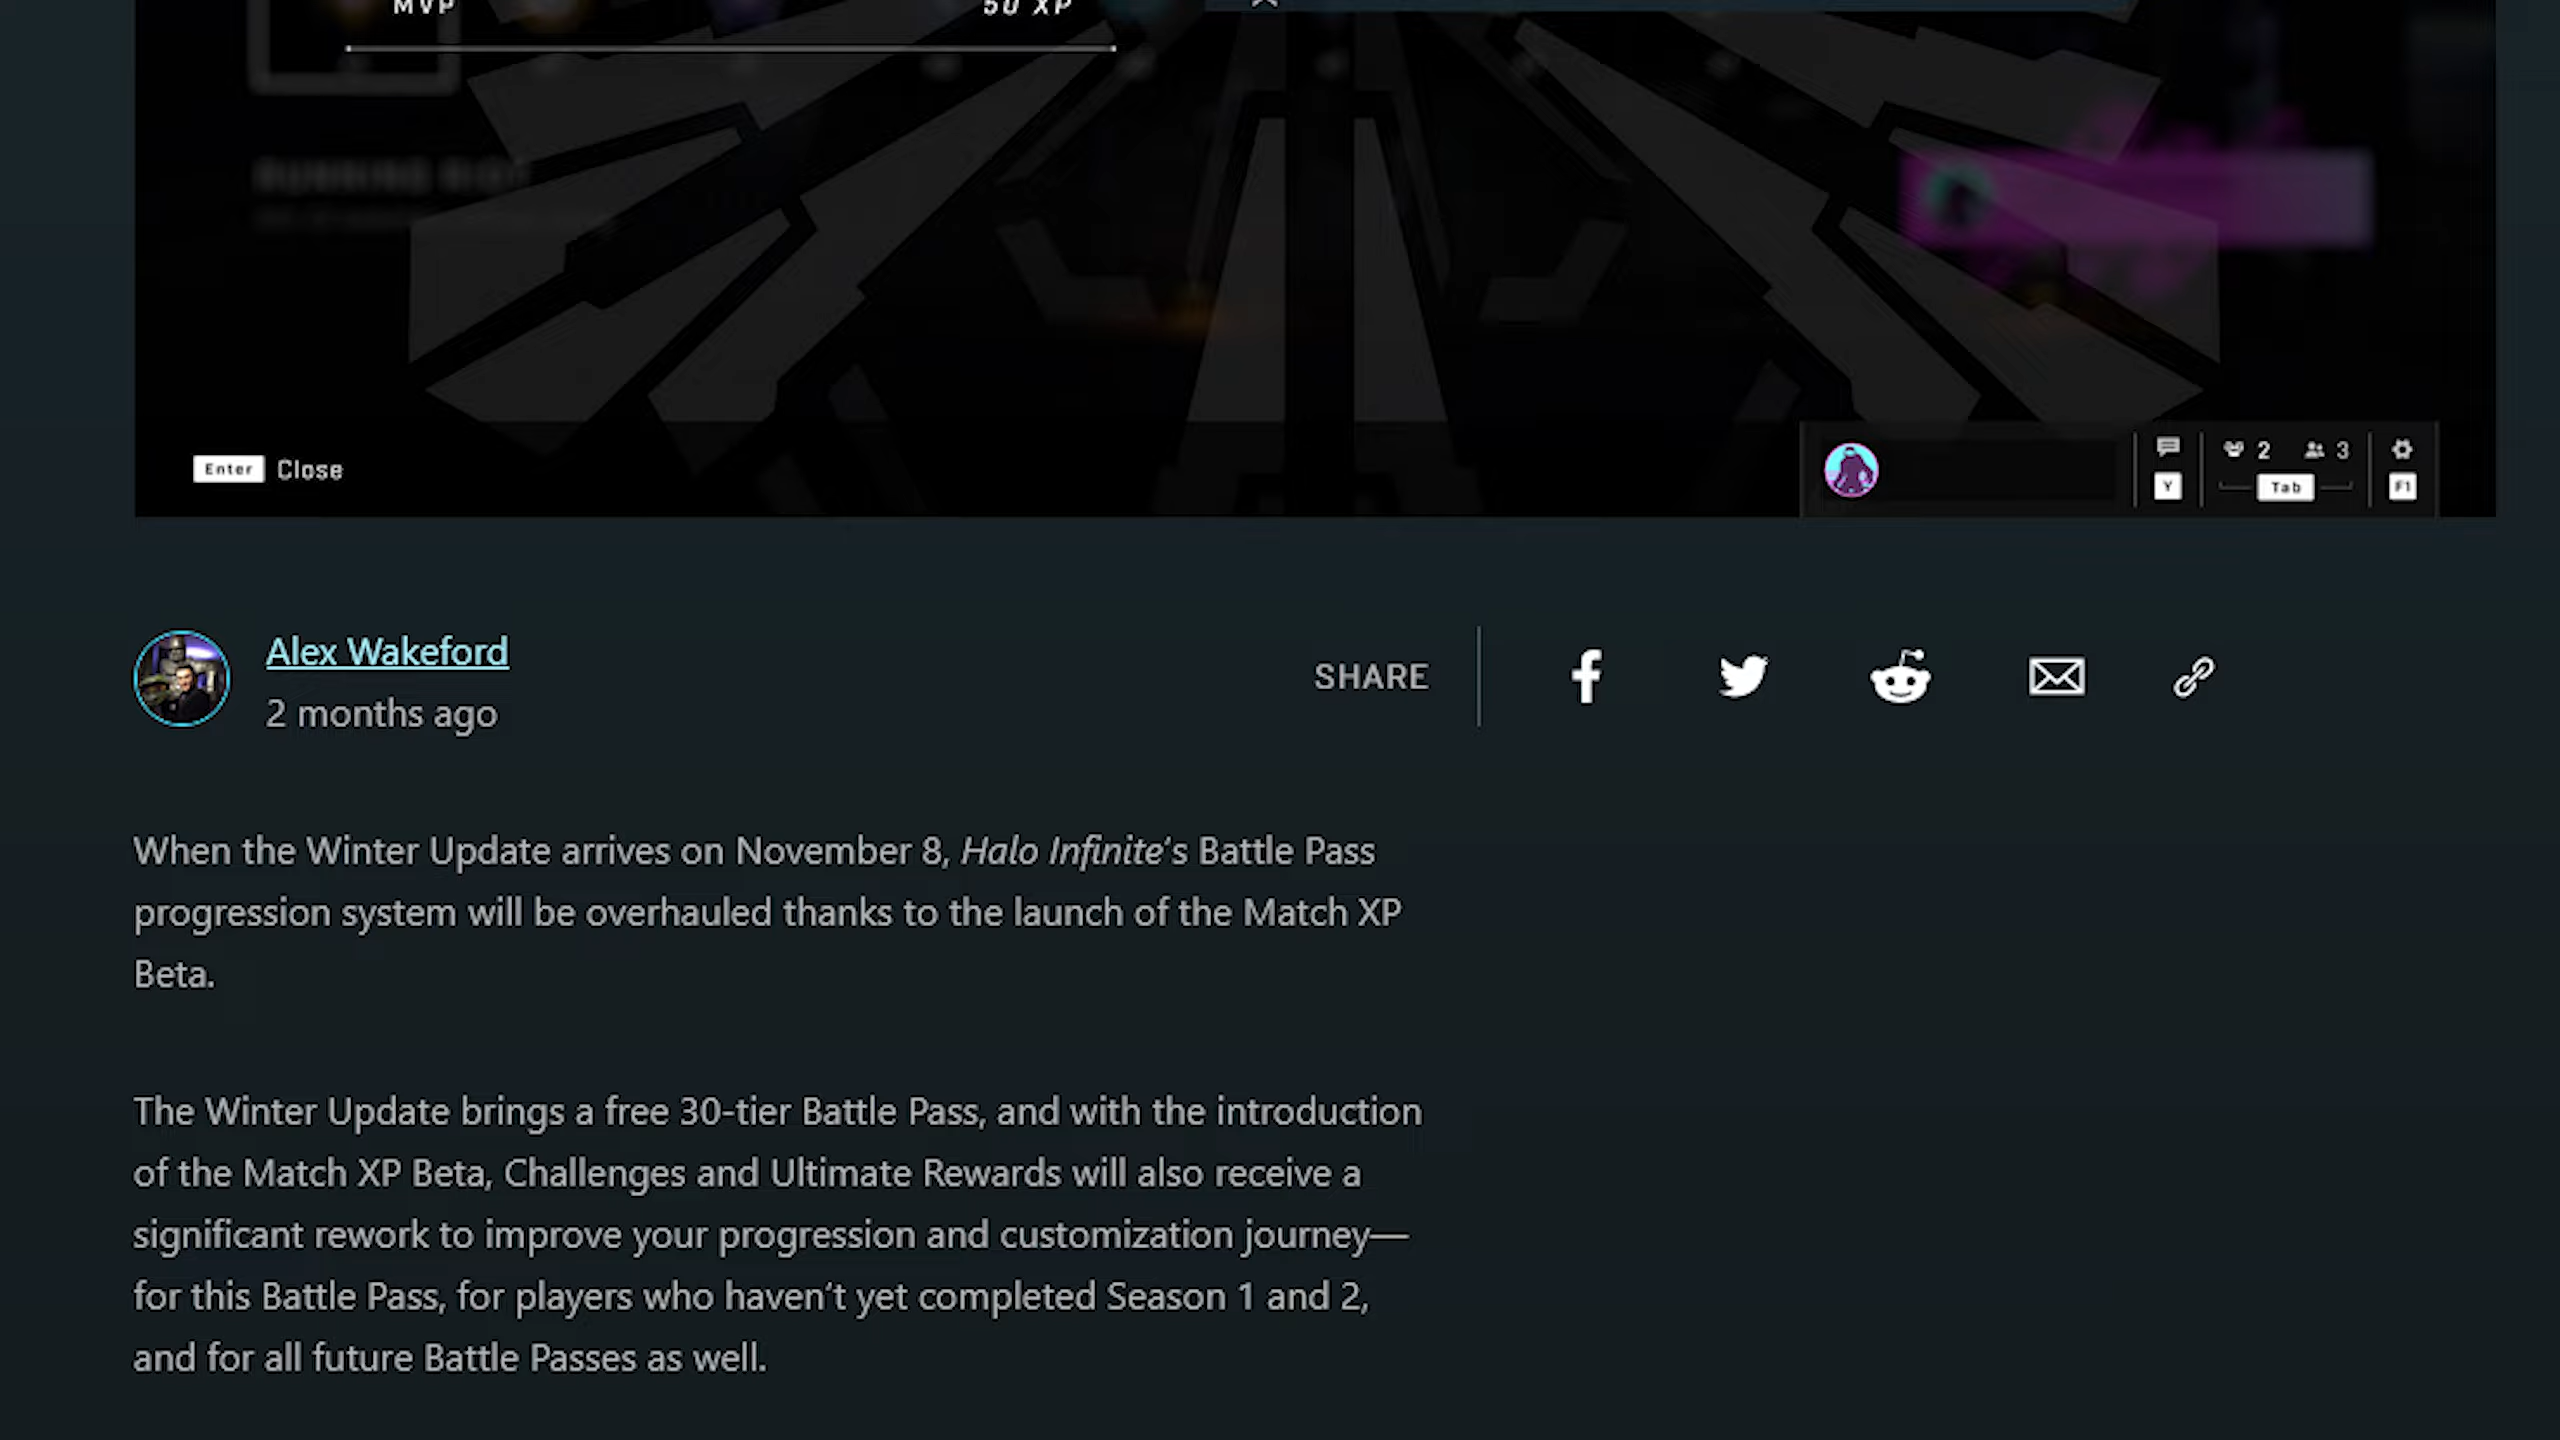 MVP 50 XP
Enter Close
2 3
Y Tab F1
Alex Wakeford
2 months ago
SHARE
When the Winter Update arrives on November 8, Halo Infinite's Battle Pass
progression system will be overhauled thanks to the launch of the Match XP
Beta.
The Winter Update brings a free 30-tier Battle Pass, and with the introduction
of the Match XP Beta, Challenges and Ultimate Rewards will also receive a
significant rework to improve your progression and customization journey—
for this Battle Pass, for players who haven't yet completed Season 1 and 2,
and for all future Battle Passes as well.